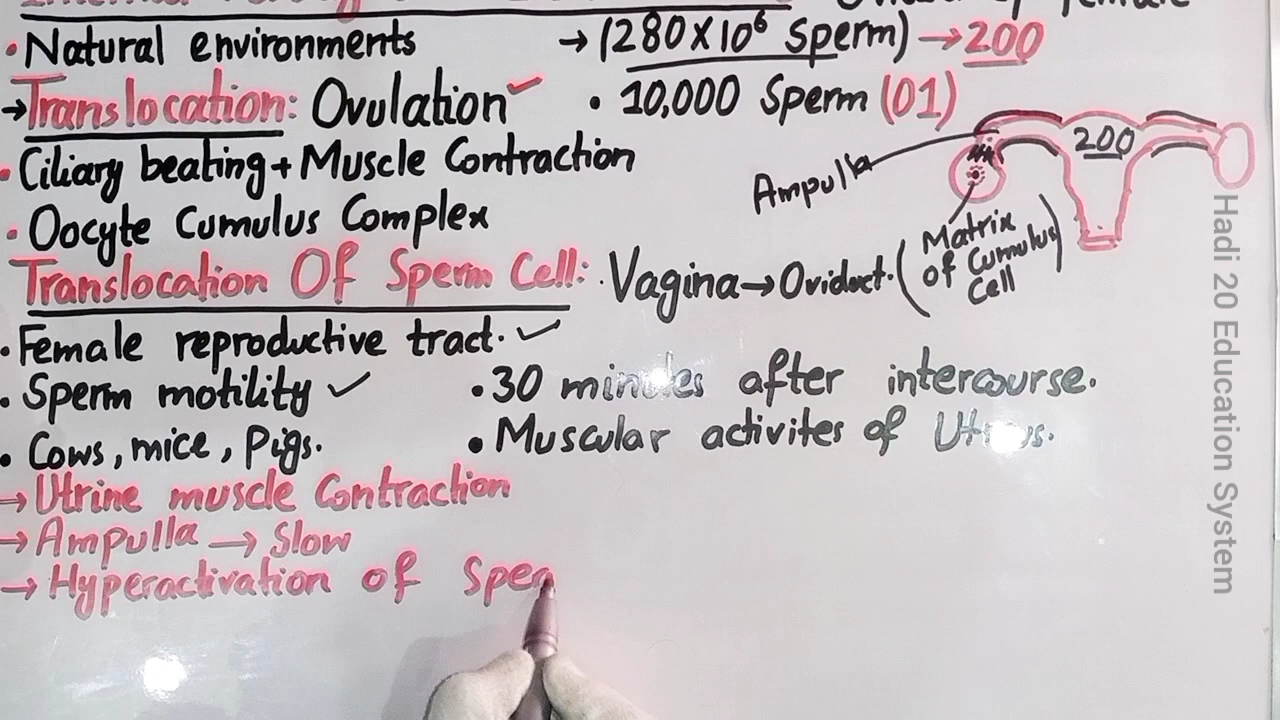 Natural environments → (280X10⁶ Sperm) → 200
→ Translocation: Ovulation ✓ • 10,000 Sperm (01)
• Ciliary beating + Muscle Contraction
• Oocyte Cumulus Complex
Translocation Of Sperm Cell: • Vagina → Oviduct. (Matrix of Cumulus Cell)
• Female reproductive tract. ✓
• Sperm motility ✓ • 30 minutes after intercourse.
• Cows, mice, Pigs. • Muscular activites of
→ Utrine muscle Contraction
→ Ampulla → Slow
→ Hyperactivation of Sper
Ampulla
200
Hadi 20 Education System